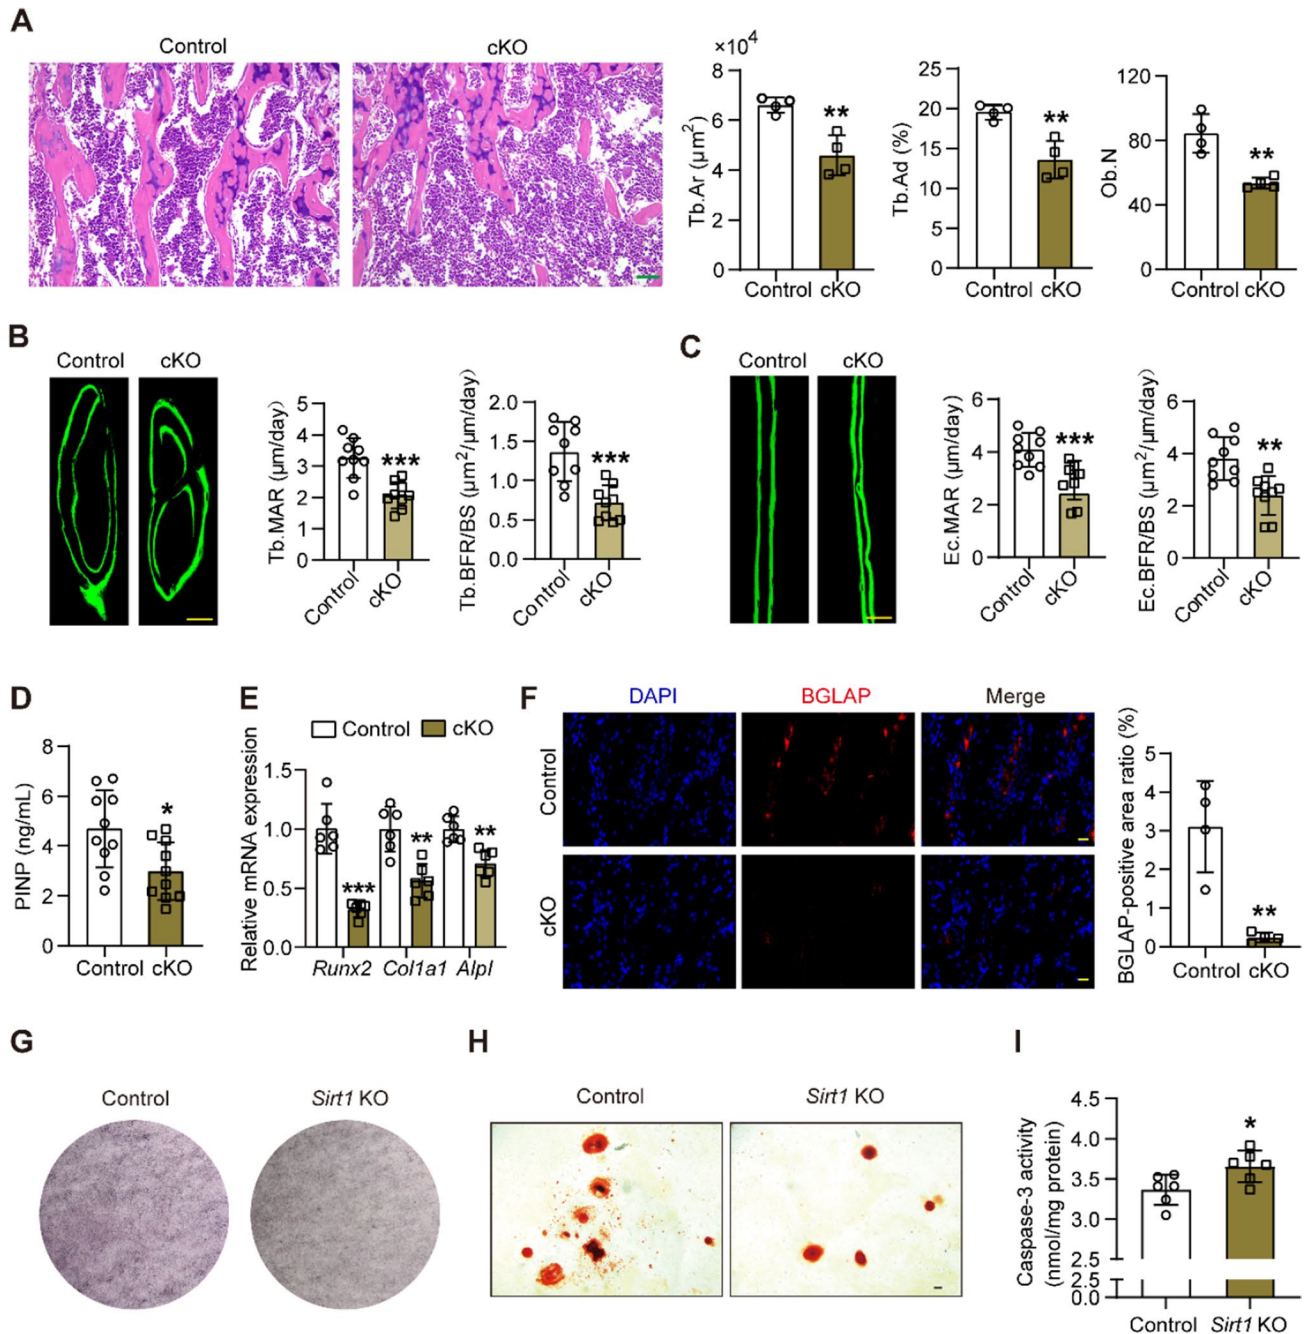 A
Control
cKO
×10⁴
Tb.Ar (µm²)
8
6
4
2
0
**
Control cKO
Tb.Ad (%)
25
20
15
10
5
0
**
Control cKO
Ob.N
120
80
40
0
**
Control cKO
B
Control
cKO
Tb.MAR (µm/day)
5
4
3
2
1
0
***
Control
cKO
Tb.BFR/BS (µm²/µm/day)
2.0
1.5
1.0
0.5
0.0
***
Control
cKO
C
Control
cKO
Ec.MAR (µm/day)
6
4
2
0
***
Control
cKO
Ec.BFR/BS (µm²/µm/day)
6
4
2
0
**
Control
cKO
D
PINP (ng/mL)
8
6
4
2
0
*
Control cKO
E
Control
cKO
Relative mRNA expression
1.5
1.0
0.5
0.0
***
**
**
Runx2 Col1a1 Alpl
F
DAPI
BGLAP
Merge
Control
cKO
BGLAP-positive area ratio (%)
5
4
3
2
1
0
**
Control cKO
G
Control
Sirt1 KO
H
Control
Sirt1 KO
I
Caspase-3 activity
(nmol/mg protein)
4.5
4.0
3.5
3.0
2.5
2.5
0.0
*
Control Sirt1 KO